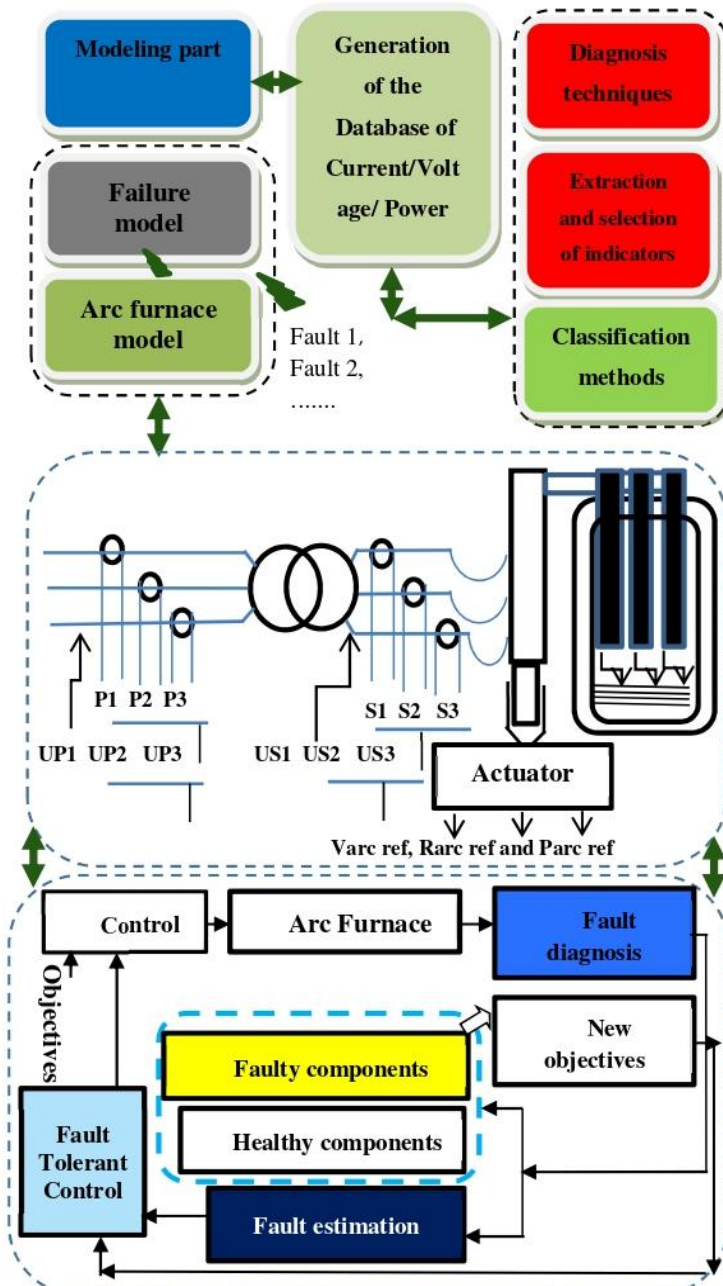 Modeling part
Generation
of the
Database of
Current/Volt
age/ Power
Diagnosis
techniques
Failure
model
Extraction
and selection
of indicators
Arc furnace
model
Fault 1,
Fault 2,
.......
Classification
methods
P1 P2 P3
S1 S2 S3
UP1 UP2 UP3
US1 US2 US3
Actuator
Varc ref, Rarc ref and Parc ref
Control
Arc Furnace
Fault
diagnosis
Objectives
New
objectives
Faulty components
Healthy components
Fault
Tolerant
Control
Fault estimation